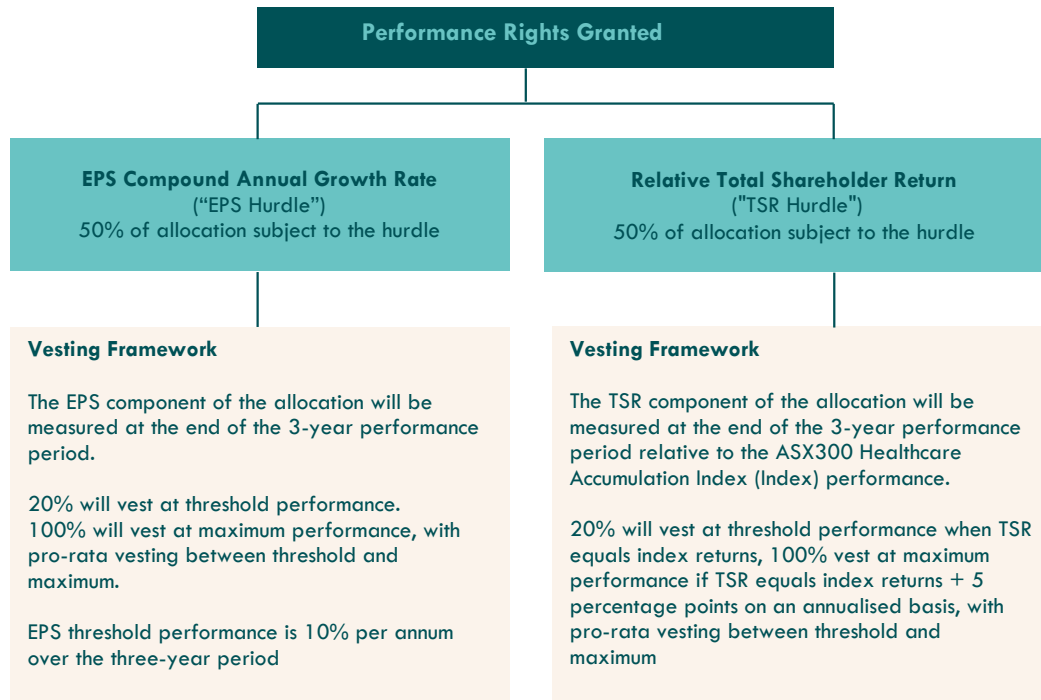 Performance Rights Granted
EPS Compound Annual Growth Rate
(“EPS Hurdle”)
50% of allocation subject to the hurdle
Relative Total Shareholder Return
("TSR Hurdle")
50% of allocation subject to the hurdle
Vesting Framework
The EPS component of the allocation will be
measured at the end of the 3-year performance
period.
20% will vest at threshold performance.
100% will vest at maximum performance, with
pro-rata vesting between threshold and
maximum.
EPS threshold performance is 10% per annum
over the three-year period
Vesting Framework
The TSR component of the allocation will be
measured at the end of the 3-year performance
period relative to the ASX300 Healthcare
Accumulation Index (Index) performance.
20% will vest at threshold performance when TSR
equals index returns, 100% vest at maximum
performance if TSR equals index returns + 5
percentage points on an annualised basis, with
pro-rata vesting between threshold and
maximum